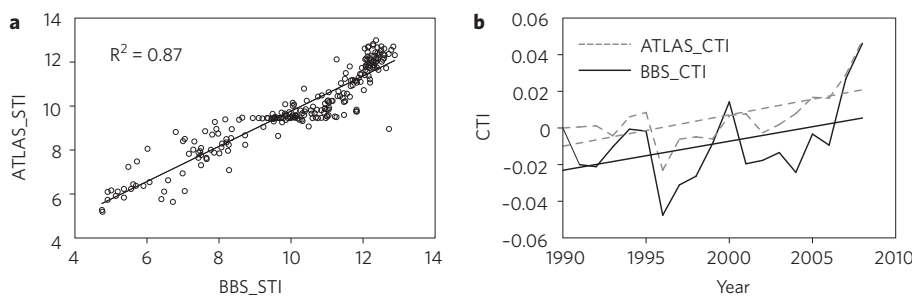 a
14
12
10
8
6
4
ATLAS_STI
R² = 0.87
4 6 8 10 12 14
BBS_STI
b
0.06
0.04
0.02
0
−0.02
−0.04
−0.06
CTI
ATLAS_CTI
BBS_CTI
1990 1995 2000 2005 2010
Year